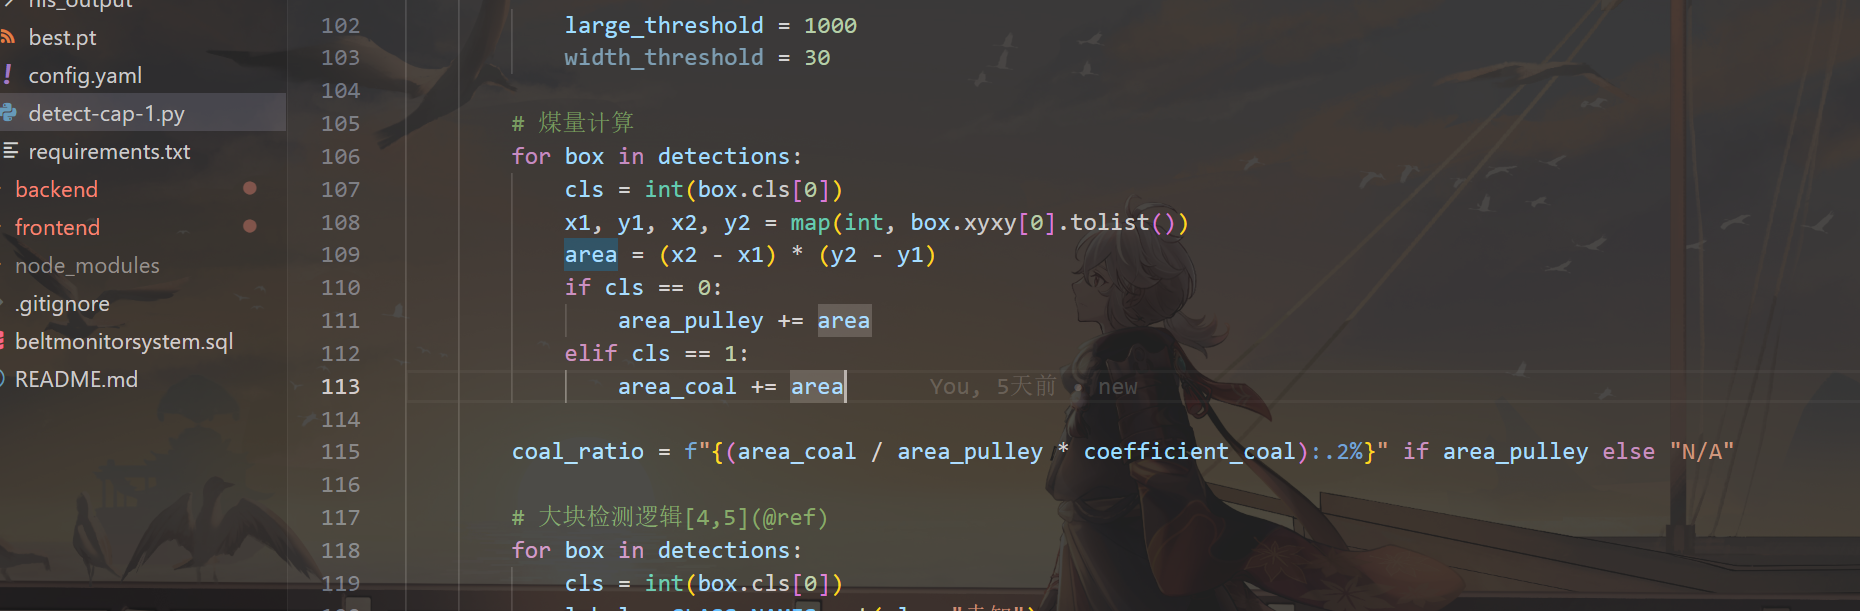 his_output
best.pt
config.yaml
detect-cap-1.py
requirements.txt
backend
frontend
node_modules
.gitignore
beltmonitorsystem.sql
README.md
102 large_threshold = 1000
103 width_threshold = 30
104
105 # 煤量计算
106 for box in detections:
107 cls = int(box.cls[0])
108 x1, y1, x2, y2 = map(int, box.xyxy[0].tolist())
109 area = (x2 - x1) * (y2 - y1)
110 if cls == 0:
111 area_pulley += area
112 elif cls == 1:
113 area_coal += area You, 5天前 • new
114
115 coal_ratio = f"{(area_coal / area_pulley * coefficient_coal):.2%}" if area_pulley else "N/A"
116
117 # 大块检测逻辑[4,5](@ref)
118 for box in detections:
119 cls = int(box.cls[0])